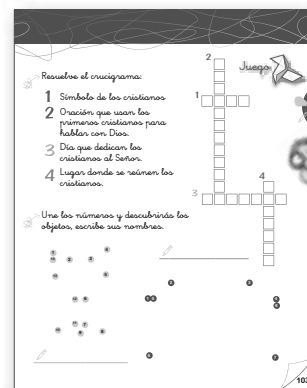 Juego
Resuelve el crucigrama:
1 Símbolo de los cristianos
2 Oración que usan los
primeros cristianos para
hablar con Dios.
3 Día que dedican los
cristianos al Señor.
4 Lugar donde se reúnen los
cristianos.
2
1
4
3
Une los números y descubrirás los
objetos, escribe sus nombres.
103